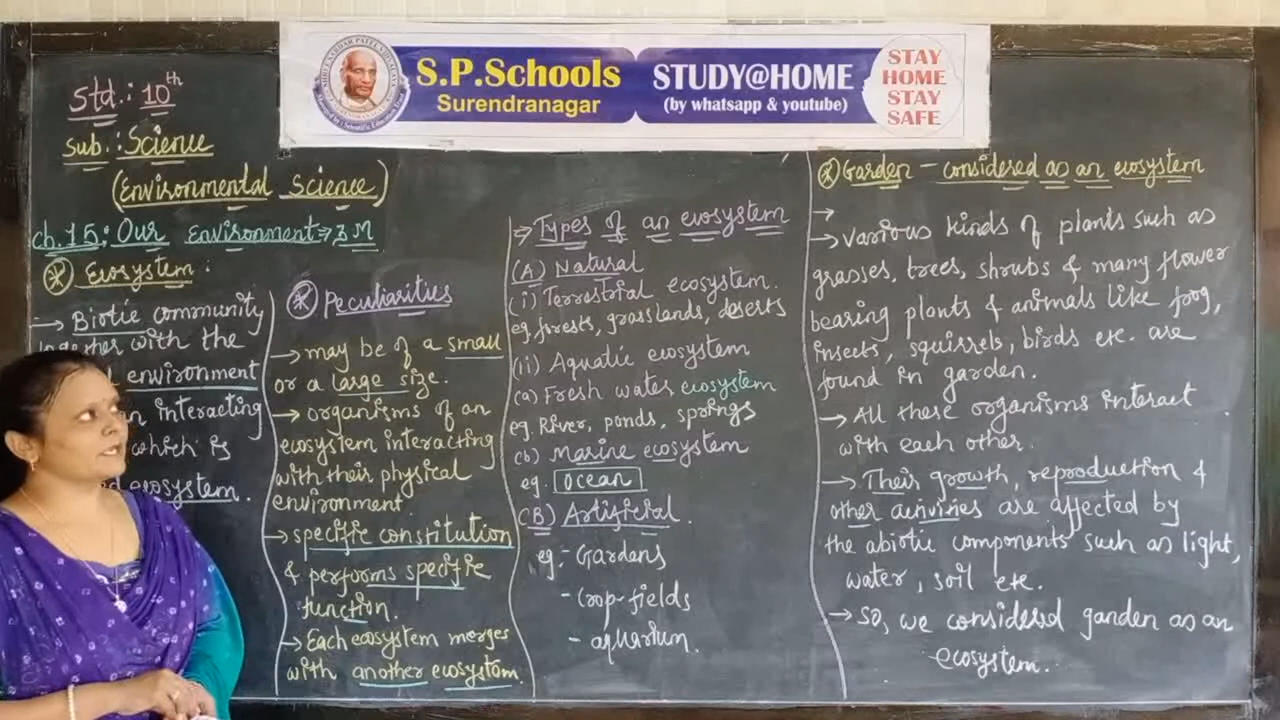 S.P.Schools
Surendranagar
STUDY@HOME
(by whatsapp & youtube)
STAY
HOME
STAY
SAFE
Std.: 10th
Sub.: Science
(Environmental Science)
ch.15: Our environment ⇒ 3M
Ecosystem:
→ Biotic community
together with the
environment
interacting
which is
ecosystem.
Peculiarities
→ may be of a small
or a large size.
→ organisms of an
ecosystem interacting
with their physical
environment.
→ specific constitution
& performs specific
function.
→ Each ecosystem merges
with another ecosystem.
⇒ Types of an ecosystem
(A) Natural
(i) Terrestrial ecosystem.
eg. forests, grasslands, deserts
(ii) Aquatic ecosystem
(a) Fresh water ecosystem
eg. River, ponds, springs
(b) Marine ecosystem
eg. Ocean
(B) Artificial.
eg:- Gardens
- Crop-fields
- aquarium.
Garden - considered as an ecosystem
→
→ Various kinds of plants such as
grasses, trees, shrubs & many flower
bearing plants & animals like frog,
insects, squirrels, birds etc. are
found in garden.
→ All these organisms interact
with each other.
→ Their growth, reproduction &
other activities are affected by
the abiotic components such as light,
water, soil etc.
→ So, we considered garden as an
ecosystem.